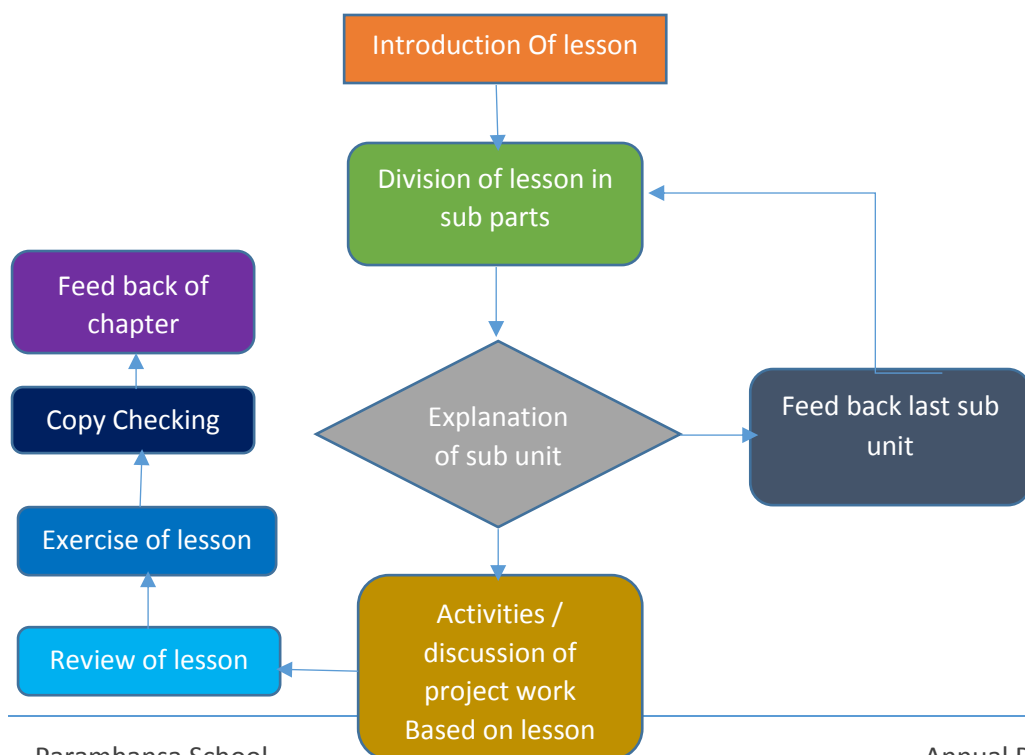 Introduction Of lesson
Division of lesson in
sub parts
Explanation
of sub unit
Feed back last sub
unit
Activities /
discussion of
project work
Based on lesson
Review of lesson
Exercise of lesson
Copy Checking
Feed back of
chapter
Paramhansa School
Annual